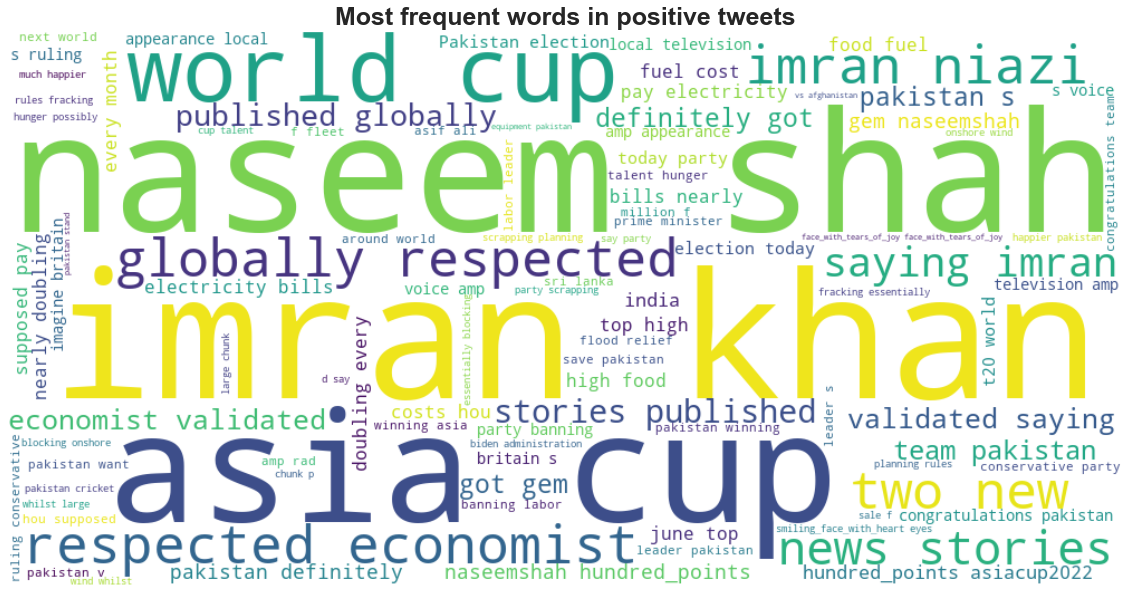 Most frequent words in positive tweets
next world
appearance local
Pakistan election
local television
food fuel
s ruling
every month
world cup
fuel cost
imran niazi
much happier
pay electricity
vs afghanistan
pakistan s
s voice
rules fracking
published globally
definitely got
hunger possibly
cup talent
f fleet
asif ali
equipment pakistan
amp appearance
gem naseemshah
onshore wind
congratulations team
naseem shah
labor leader
today party
talent hunger
bills nearly
million f
prime minister
pakistan stand
supposed pay
nearly doubling
imagine britain
around world
scrapping planning
say party
election today
face_with_tears_of_joy
face_with_tears_of_joy
happier pakistan
globally respected
saying imran
electricity bills
voice amp
party scrapping
sri lanka
television amp
imran khan
fracking essentially
india
top high
flood relief
save pakistan
high food
large chunk
d say
doubling every
essentially blocking
t20 world
economist validated
costs hou
stories published
leader s
validated saying
winning asia
party banning
pakistan winning
ruling conservative
blocking onshore
asia cup
biden administration
team pakistan
pakistan want
amp rad
chunk p
britain s
planning rules
conservative party
pakistan cricket
got gem
two new
whilst large
banning labor
hou supposed
sale f
congratulations pakistan
smiling_face_with_heart eyes
respected economist
june top
news stories
leader pakistan
pakistan v
pakistan definitely
naseemshah hundred_points
hundred_points asiacup2022
wind whilst